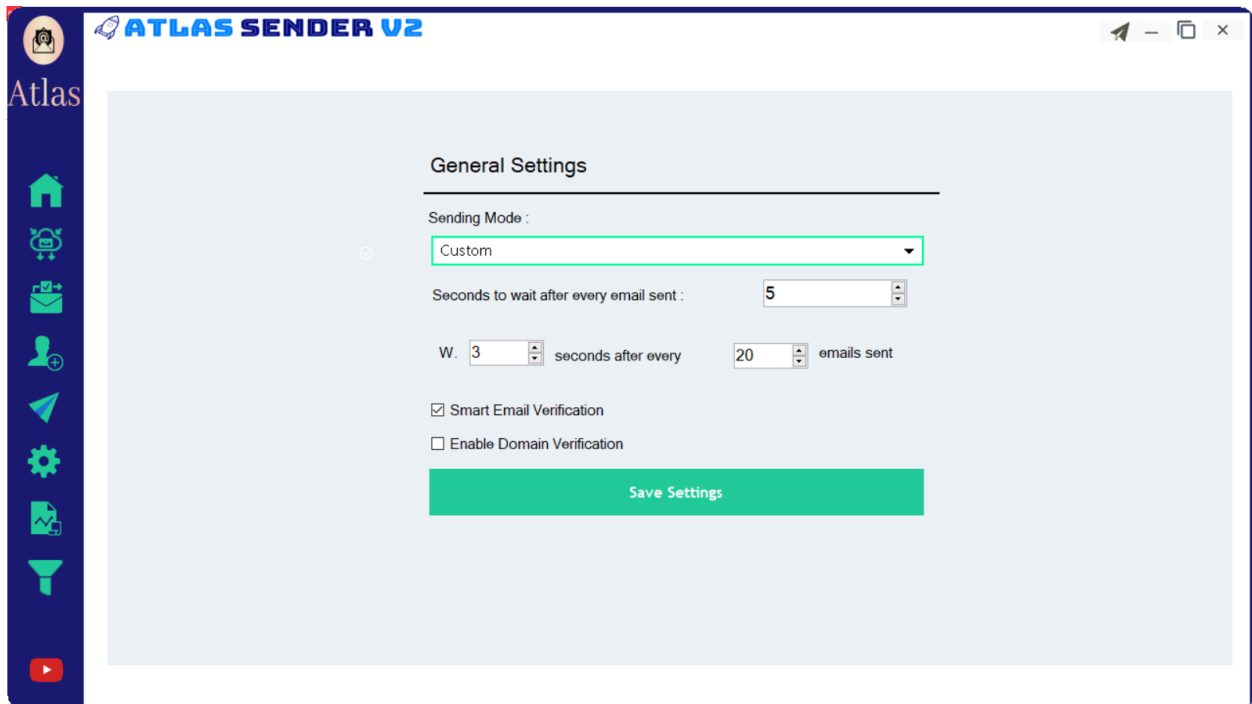 ATLAS SENDER V2
Atlas
General Settings
Sending Mode :
Custom
Seconds to wait after every email sent : 5
W. 3 seconds after every 20 emails sent
Smart Email Verification
Enable Domain Verification
Save Settings